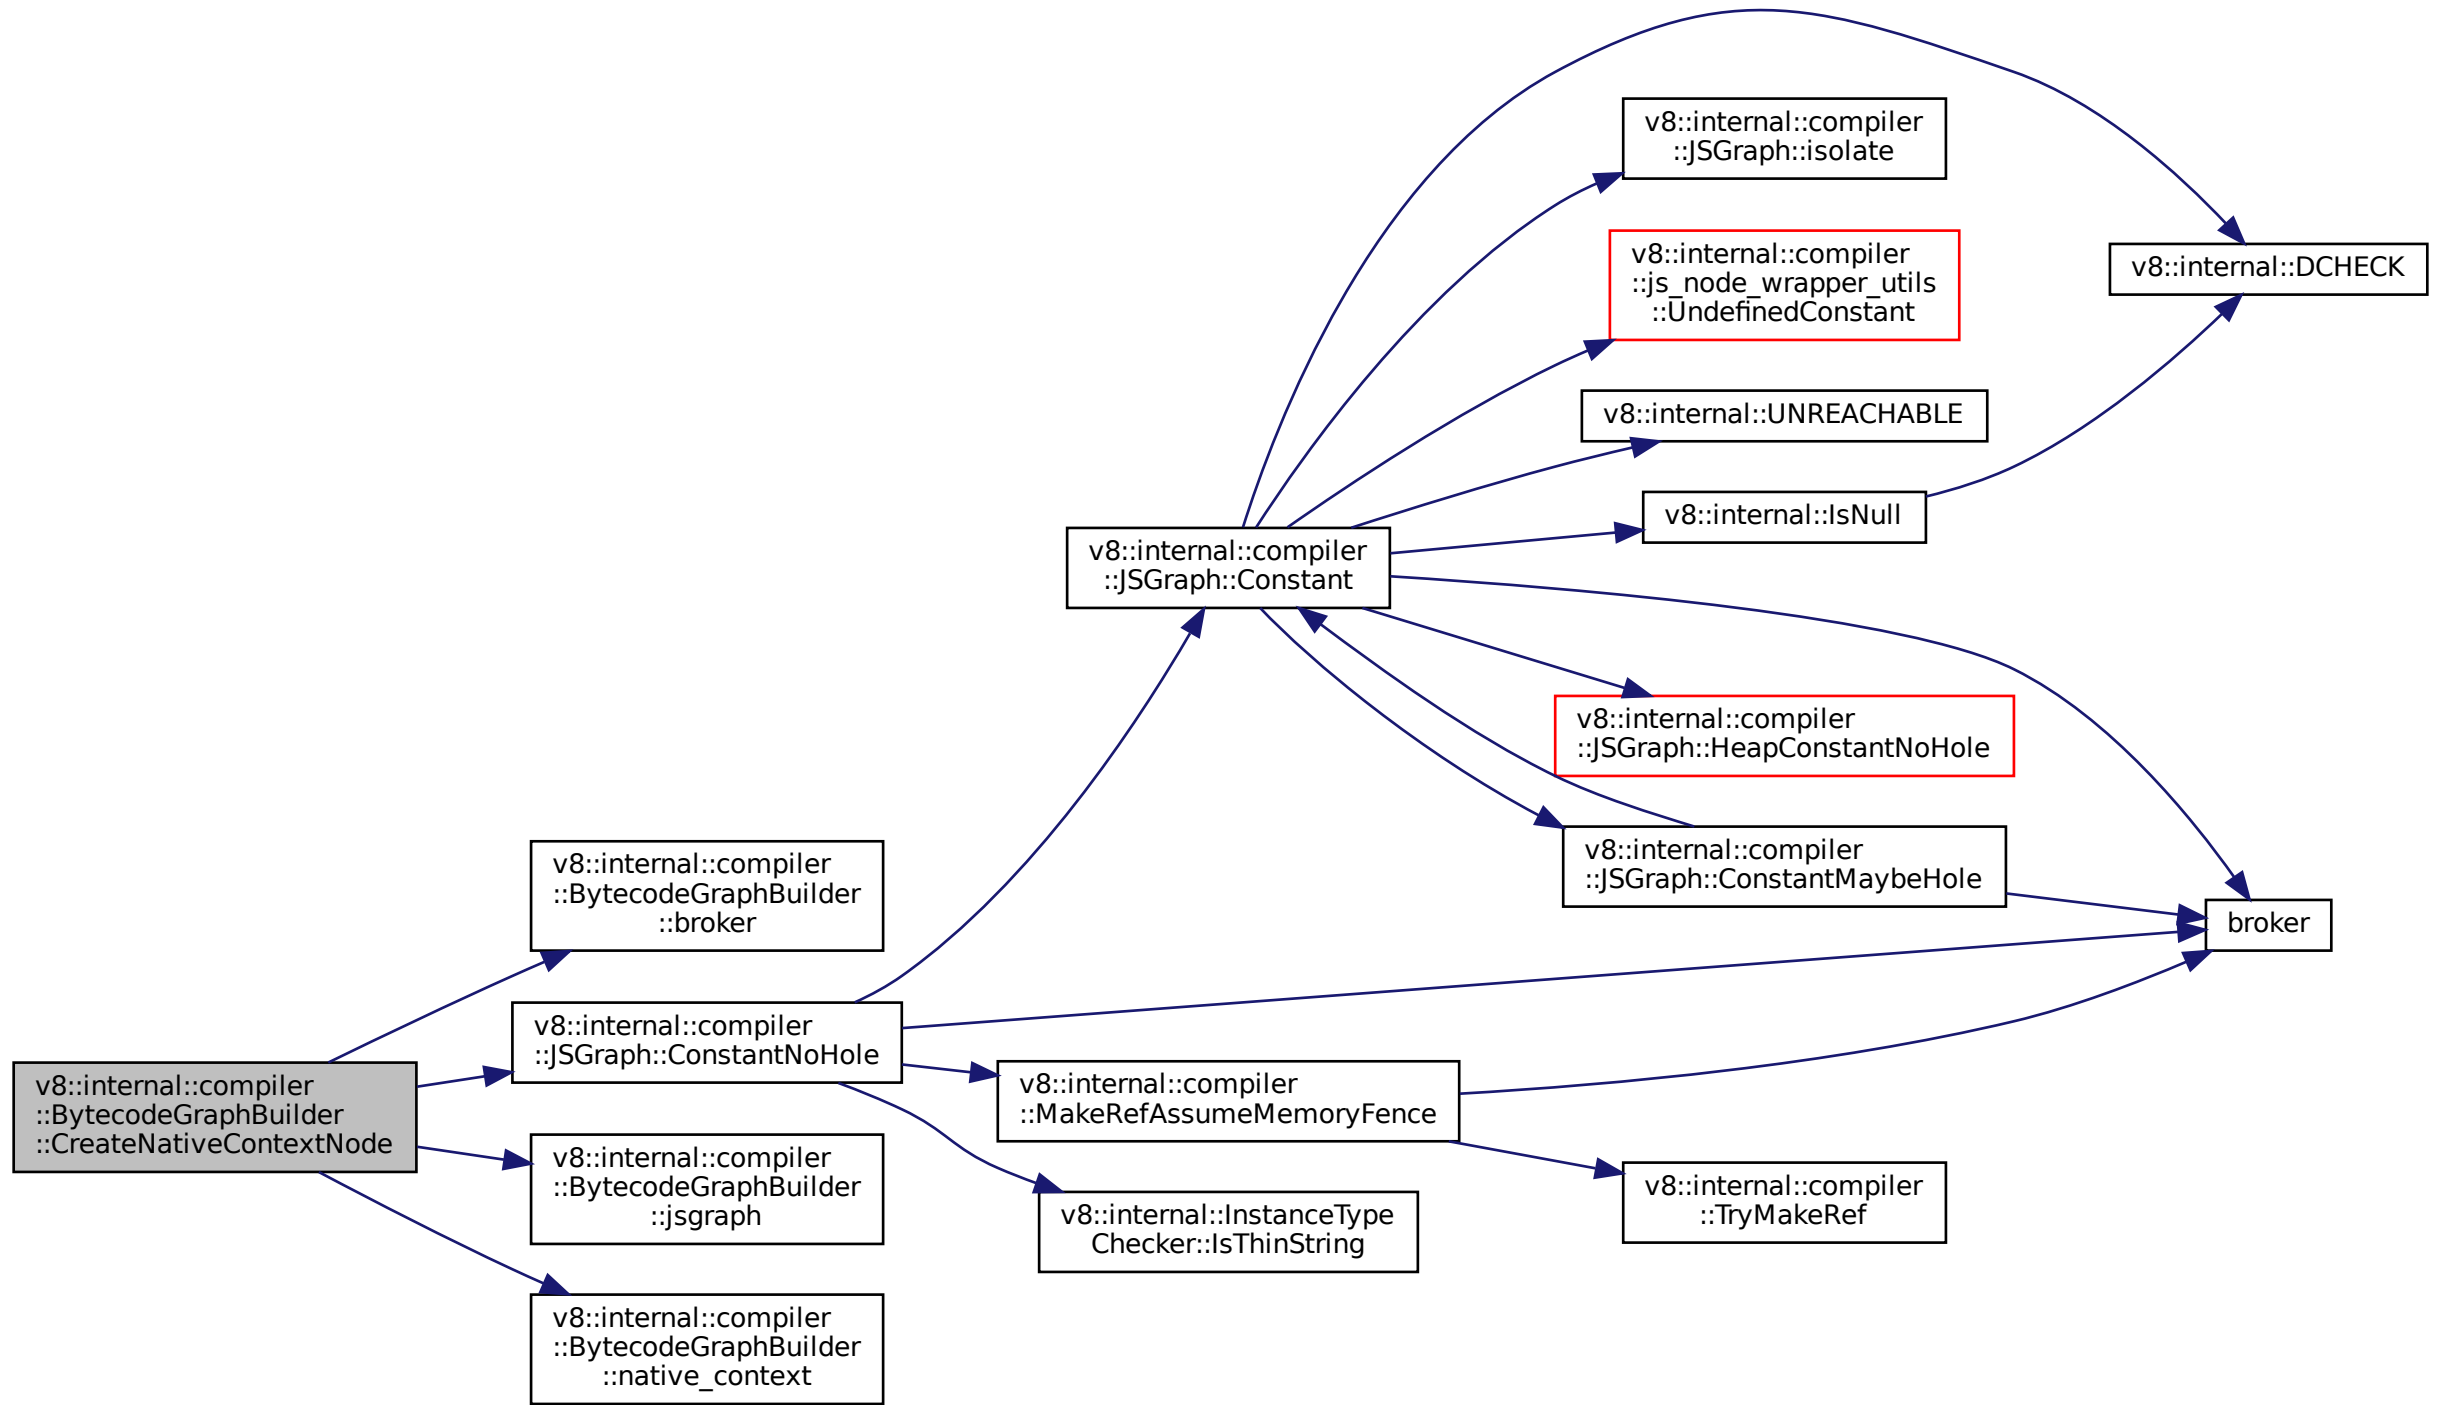 v8::internal::compiler
::JSGraph::isolate
v8::internal::compiler
::js_node_wrapper_utils
::UndefinedConstant
v8::internal::DCHECK
v8::internal::UNREACHABLE
v8::internal::IsNull
v8::internal::compiler
::JSGraph::Constant
v8::internal::compiler
::JSGraph::HeapConstantNoHole
v8::internal::compiler
::JSGraph::ConstantMaybeHole
v8::internal::compiler
::BytecodeGraphBuilder
::broker
broker
v8::internal::compiler
::JSGraph::ConstantNoHole
v8::internal::compiler
::BytecodeGraphBuilder
::CreateNativeContextNode
v8::internal::compiler
::MakeRefAssumeMemoryFence
v8::internal::compiler
::BytecodeGraphBuilder
::jsgraph
v8::internal::compiler
::TryMakeRef
v8::internal::InstanceType
Checker::IsThinString
v8::internal::compiler
::BytecodeGraphBuilder
::native_context